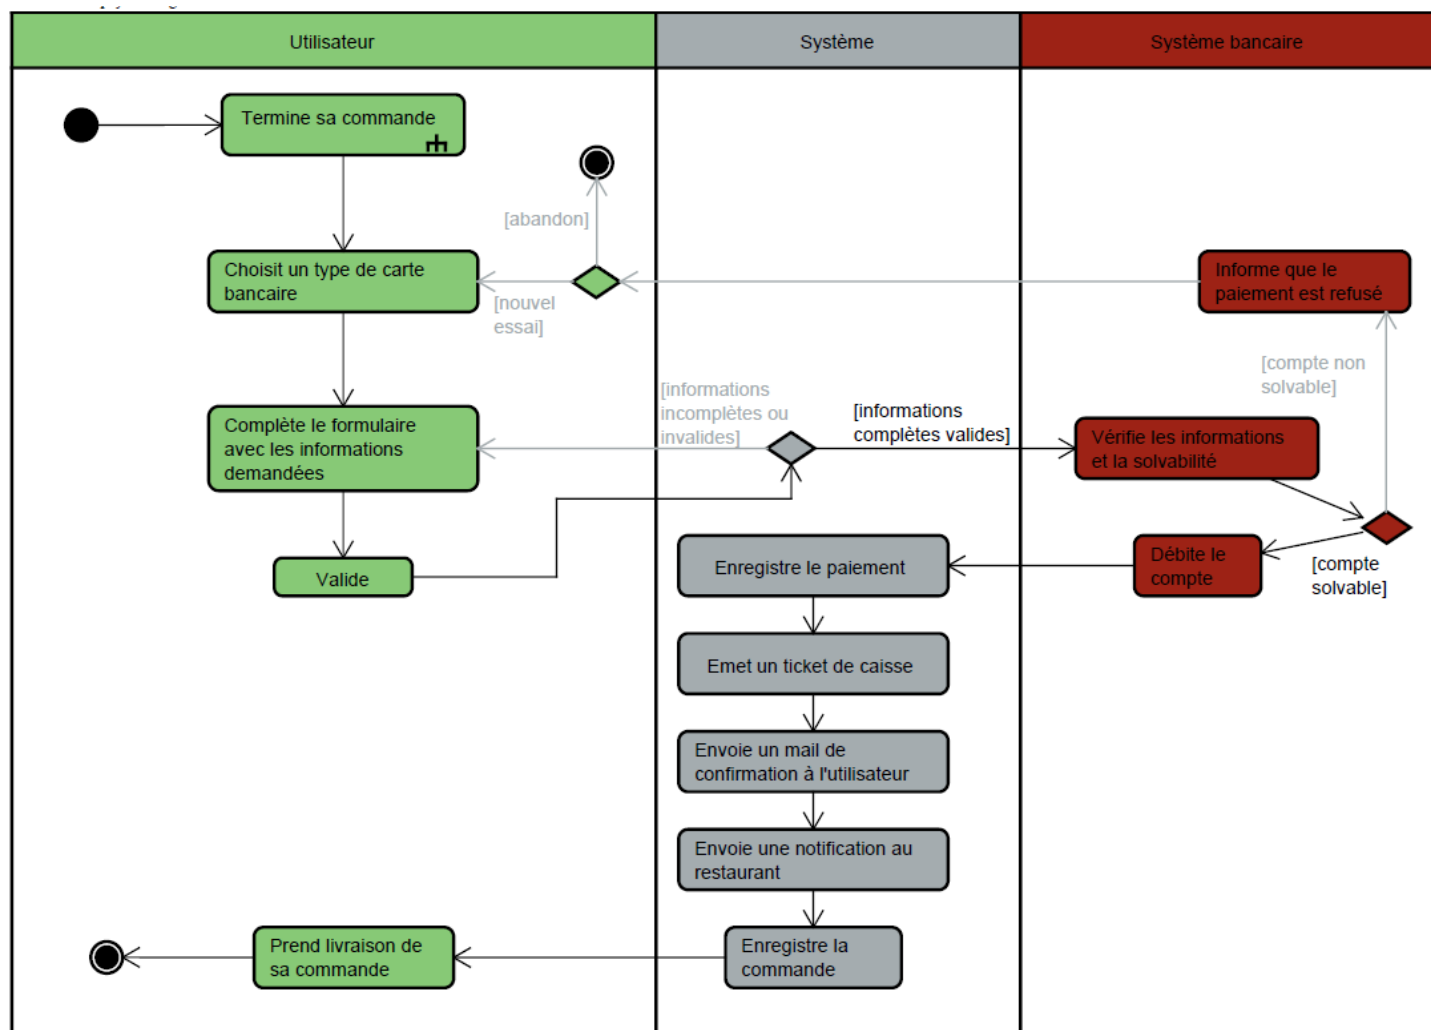 Utilisateur
Système
Système bancaire
Termine sa commande
[abandon]
Choisit un type de carte
bancaire
[nouvel
essai]
Informe que le
paiement est refusé
[compte non
solvable]
[informations
incomplètes ou
invalides]
[informations
complètes valides]
Complète le formulaire
avec les informations
demandées
Vérifie les informations
et la solvabilité
Valide
Enregistre le paiement
Débite le
compte
[compte
solvable]
Emet un ticket de caisse
Envoie un mail de
confirmation à l'utilisateur
Envoie une notification au
restaurant
Prend livraison de
sa commande
Enregistre la
commande